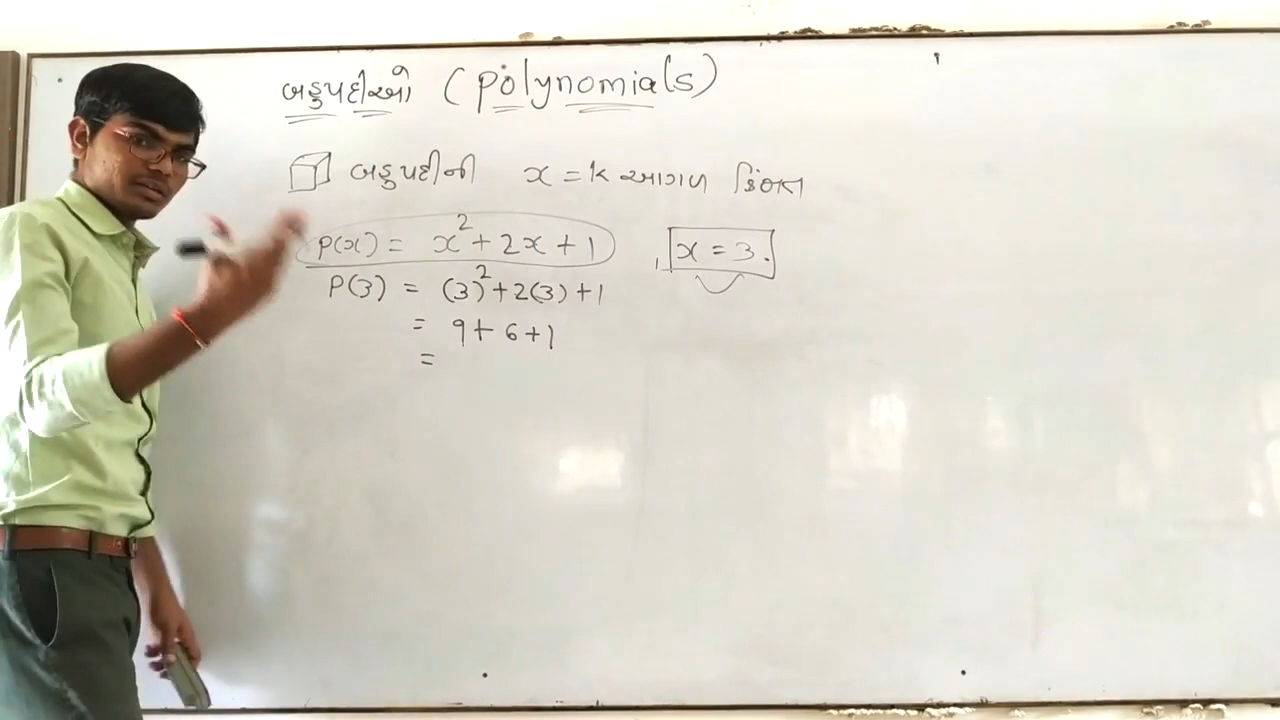 બહુપદીઓ (Polynomials)
બહુપદીની x = k આગળ કિંમત
P(x) = x² + 2x + 1 , x = 3.
P(3) = (3)² + 2(3) + 1
= 9 + 6 + 1
=